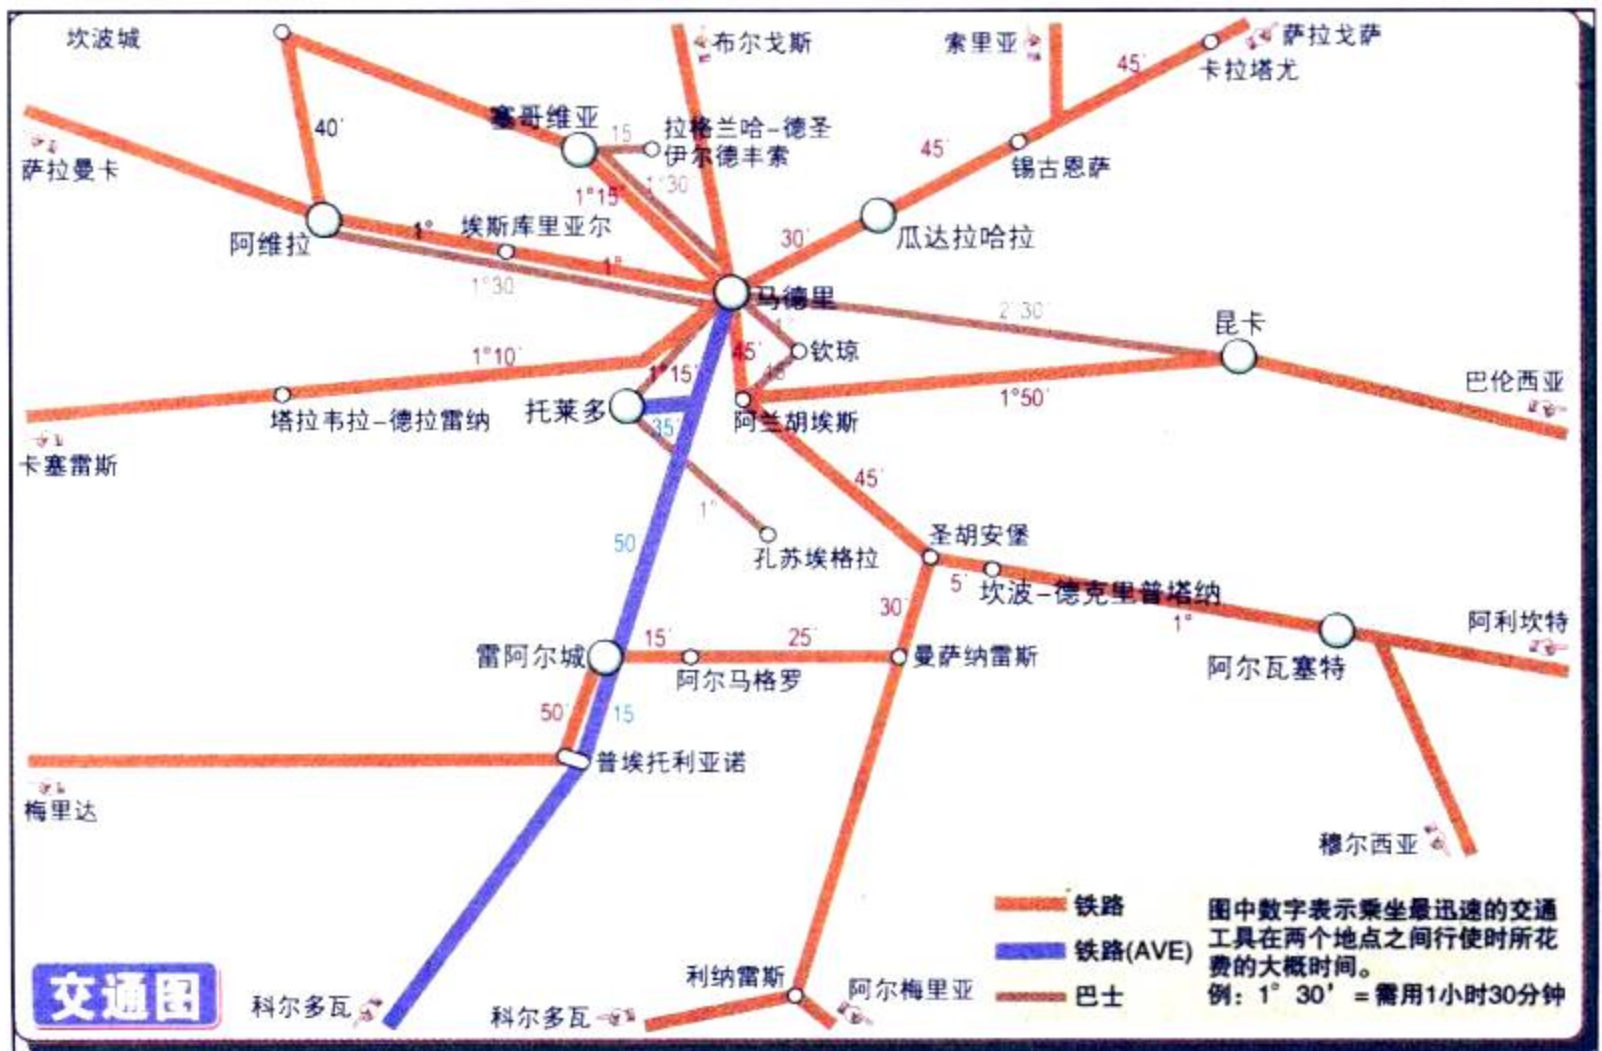 坎波城
布尔戈斯
索里亚
萨拉戈萨
45′
卡拉塔尤
塞哥维亚
15
拉格兰哈-德圣
伊尔德丰索
40′
45′
锡古恩萨
萨拉曼卡
1°15′
1°30
阿维拉
1°
埃斯库里亚尔
1°
30′
瓜达拉哈拉
1°30
马德里
2°30
昆卡
1°10′
45′
钦琼
45
1°15′
巴伦西亚
塔拉韦拉-德拉雷纳
托莱多
35′
阿兰胡埃斯
1°50′
卡塞雷斯
45′
1°
50
孔苏埃格拉
圣胡安堡
5′
坎波-德克里普塔纳
30′
1°
阿利坎特
雷阿尔城
15′
25′
曼萨纳雷斯
阿尔马格罗
阿尔瓦塞特
50′
15
普埃托利亚诺
梅里达
穆尔西亚
利纳雷斯
科尔多瓦
科尔多瓦
阿尔梅里亚
交通图
铁路
铁路(AVE)
巴士
图中数字表示乘坐最迅速的交通
工具在两个地点之间行使时所花
费的大概时间。
例：1° 30′ =需用1小时30分钟